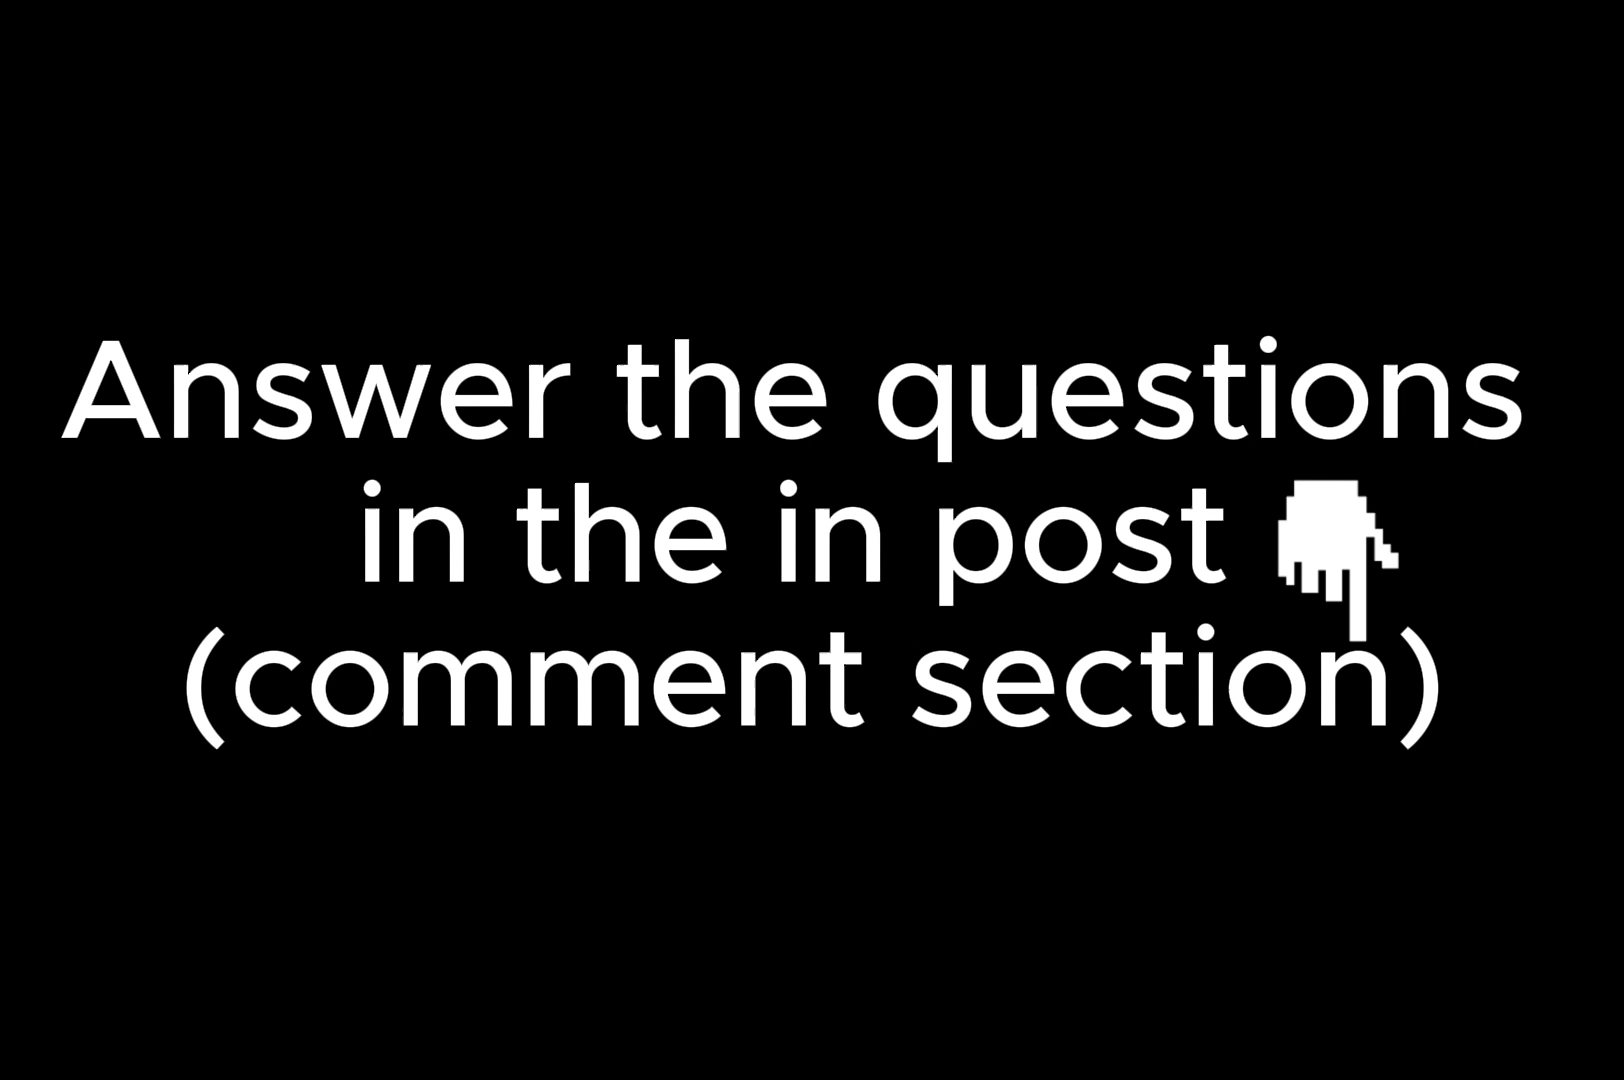 Answer the questions
in the in post
(comment section)